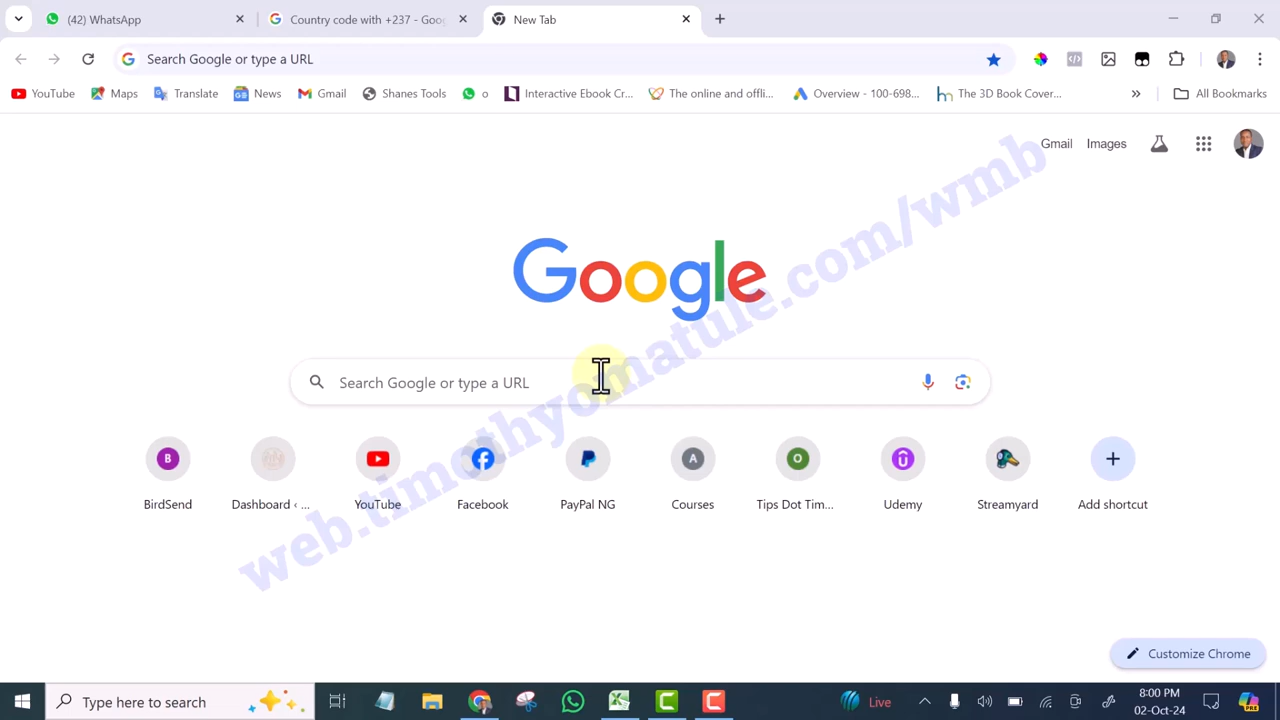 (42) WhatsApp
Country code with +237 - Goog
New Tab
Search Google or type a URL
YouTube
Maps
Translate
News
Gmail
Shanes Tools
o
Interactive Ebook Cr...
The online and offli...
Overview - 100-698...
The 3D Book Cover...
All Bookmarks
Gmail
Images
Google
Search Google or type a URL
web.timothyomatule.com/wmb
B
A
O
BirdSend
Dashboard ‹ ...
YouTube
Facebook
PayPal NG
Courses
Tips Dot Tim...
Udemy
Streamyard
Add shortcut
Customize Chrome
Type here to search
Live
8:00 PM
02-Oct-24
PRE